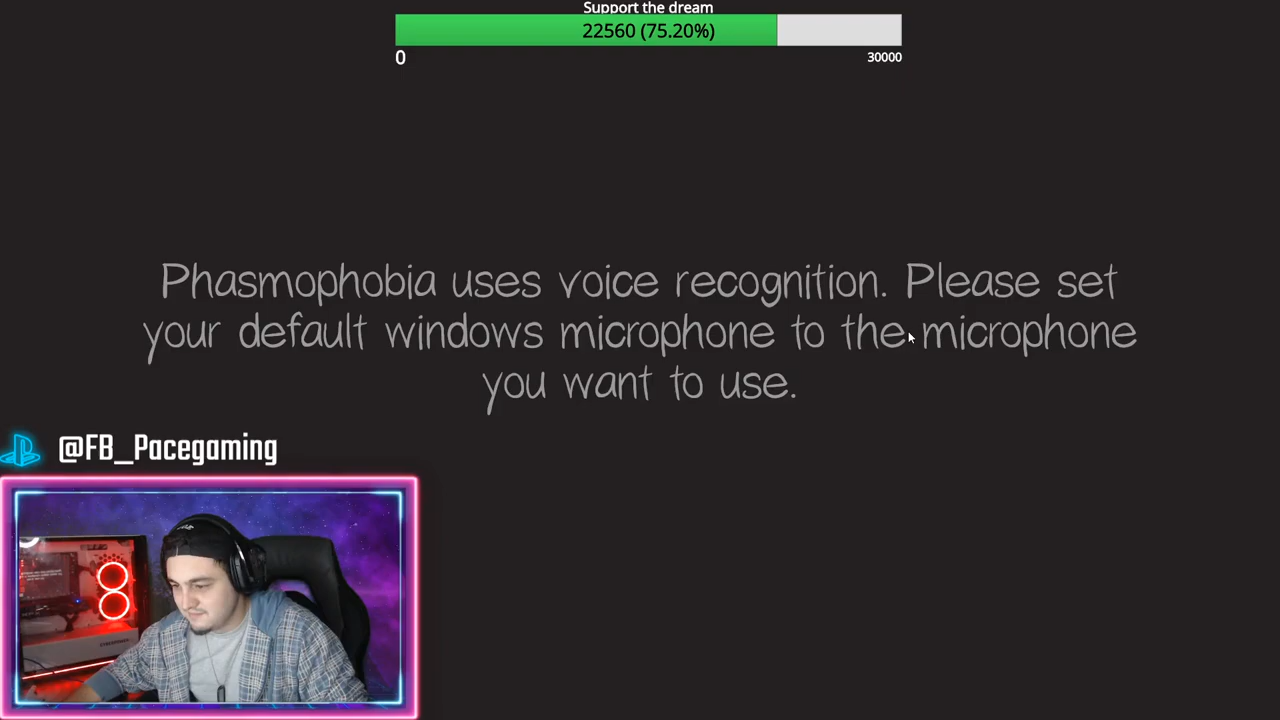 Support the dream
22560 (75.20%)
0
30000
Phasmophobia uses voice recognition. Please set
your default windows microphone to the microphone
you want to use.
@FB_Pacegaming